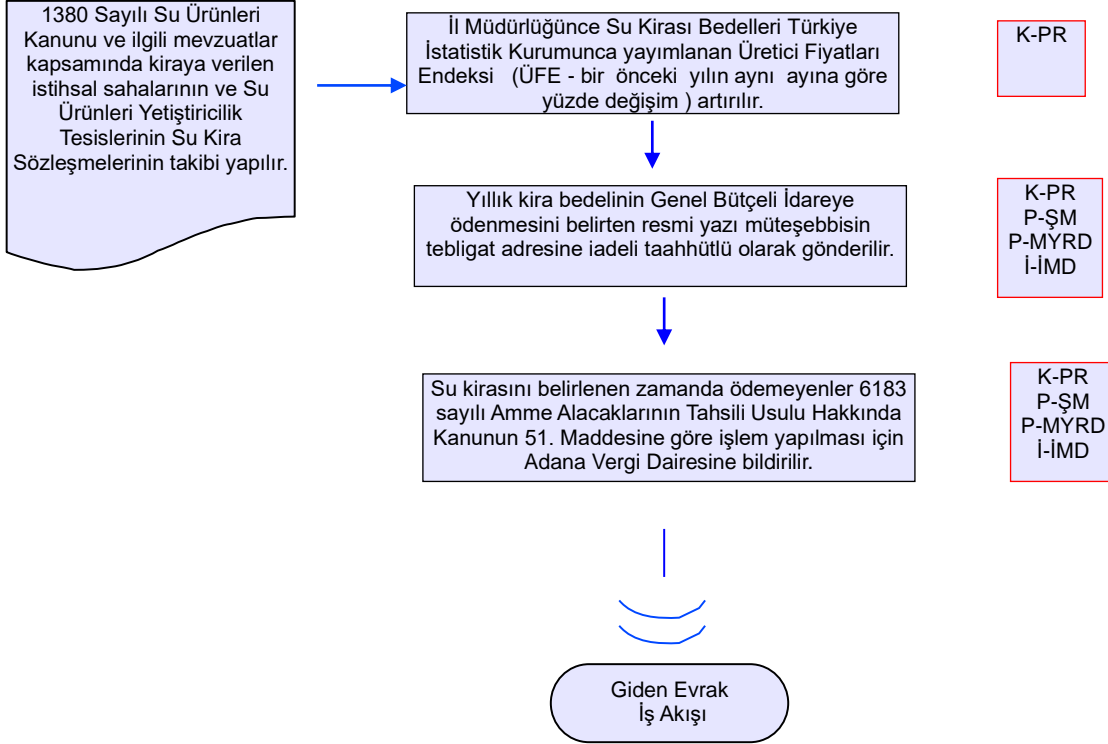 1380 Sayılı Su Ürünleri
Kanunu ve ilgili mevzuatlar
kapsamında kiraya verilen
istihsal sahalarının ve Su
Ürünleri Yetiştiricilik
Tesislerinin Su Kira
Sözleşmelerinin takibi yapılır.
İl Müdürlüğünce Su Kirası Bedelleri Türkiye
İstatistik Kurumunca yayımlanan Üretici Fiyatları
Endeksi (ÜFE - bir önceki yılın aynı ayına göre
yüzde değişim ) artırılır.
K-PR
Yıllık kira bedelinin Genel Bütçeli İdareye
ödenmesini belirten resmi yazı müteşebbisin
tebligat adresine iadeli taahhütlü olarak gönderilir.
K-PR
P-ŞM
P-MYRD
İ-İMD
Su kirasını belirlenen zamanda ödemeyenler 6183
sayılı Amme Alacaklarının Tahsili Usulu Hakkında
Kanunun 51. Maddesine göre işlem yapılması için
Adana Vergi Dairesine bildirilir.
K-PR
P-ŞM
P-MYRD
İ-İMD
Giden Evrak
İş Akışı